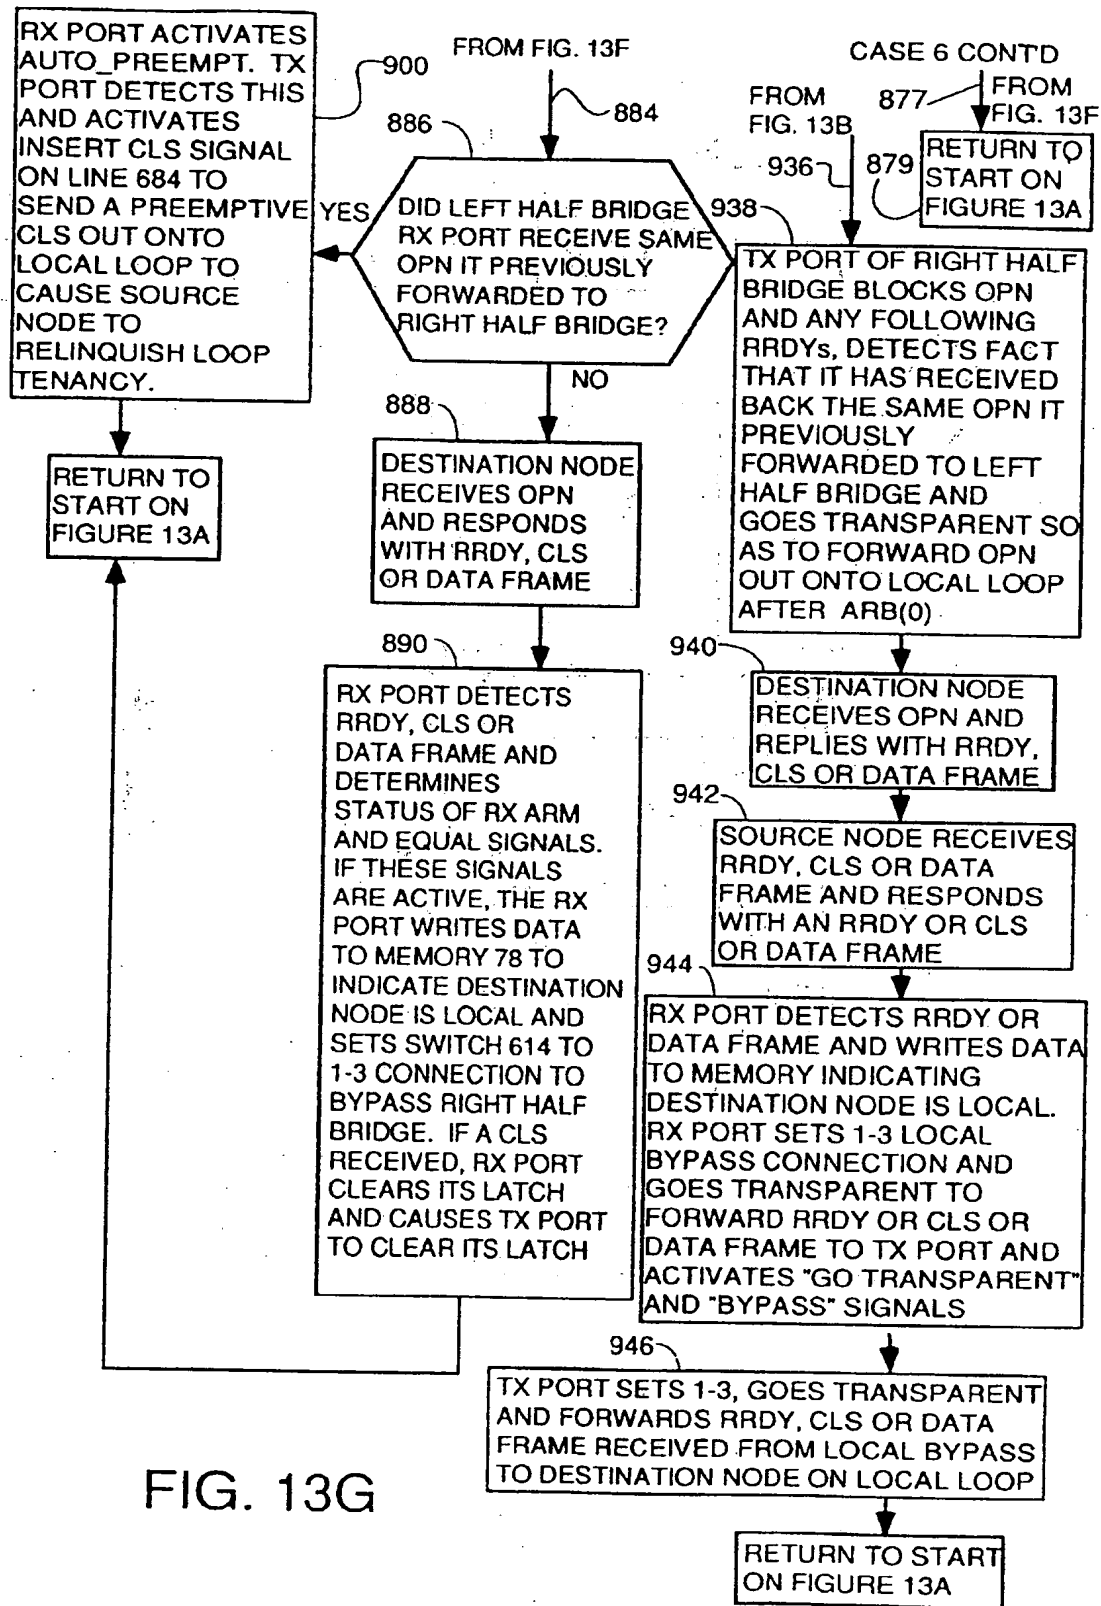 RX PORT ACTIVATES
AUTO_PREEMPT. TX
PORT DETECTS THIS
AND ACTIVATES
INSERT CLS SIGNAL
ON LINE 684 TO
SEND A PREEMPTIVE
CLS OUT ONTO
LOCAL LOOP TO
CAUSE SOURCE
NODE TO
RELINQUISH LOOP
TENANCY.
900
RETURN TO
START ON
FIGURE 13A
FROM FIG. 13F
884
886
YES
DID LEFT HALF BRIDGE
RX PORT RECEIVE SAME
OPN IT PREVIOUSLY
FORWARDED TO
RIGHT HALF BRIDGE?
NO
888
DESTINATION NODE
RECEIVES OPN
AND RESPONDS
WITH RRDY, CLS
OR DATA FRAME
890
RX PORT DETECTS
RRDY, CLS OR
DATA FRAME AND
DETERMINES
STATUS OF RX ARM
AND EQUAL SIGNALS.
IF THESE SIGNALS
ARE ACTIVE, THE RX
PORT WRITES DATA
TO MEMORY 78 TO
INDICATE DESTINATION
NODE IS LOCAL AND
SETS SWITCH 614 TO
1-3 CONNECTION TO
BYPASS RIGHT HALF
BRIDGE. IF A CLS
RECEIVED, RX PORT
CLEARS ITS LATCH
AND CAUSES TX PORT
TO CLEAR ITS LATCH
CASE 6 CONT'D
877
FROM
FIG. 13F
879
RETURN TO
START ON
FIGURE 13A
FROM
FIG. 13B
936
938
TX PORT OF RIGHT HALF
BRIDGE BLOCKS OPN
AND ANY FOLLOWING
RRDYs, DETECTS FACT
THAT IT HAS RECEIVED
BACK THE SAME OPN IT
PREVIOUSLY
FORWARDED TO LEFT
HALF BRIDGE AND
GOES TRANSPARENT SO
AS TO FORWARD OPN
OUT ONTO LOCAL LOOP
AFTER ARB(0)
940
DESTINATION NODE
RECEIVES OPN AND
REPLIES WITH RRDY,
CLS OR DATA FRAME
942
SOURCE NODE RECEIVES
RRDY, CLS OR DATA
FRAME AND RESPONDS
WITH AN RRDY OR CLS
OR DATA FRAME
944
RX PORT DETECTS RRDY OR
DATA FRAME AND WRITES DATA
TO MEMORY INDICATING
DESTINATION NODE IS LOCAL.
RX PORT SETS 1-3 LOCAL
BYPASS CONNECTION AND
GOES TRANSPARENT TO
FORWARD RRDY OR CLS OR
DATA FRAME TO TX PORT AND
ACTIVATES "GO TRANSPARENT"
AND "BYPASS" SIGNALS
946
TX PORT SETS 1-3, GOES TRANSPARENT
AND FORWARDS RRDY, CLS OR DATA
FRAME RECEIVED FROM LOCAL BYPASS
TO DESTINATION NODE ON LOCAL LOOP
RETURN TO START
ON FIGURE 13A
FIG. 13G